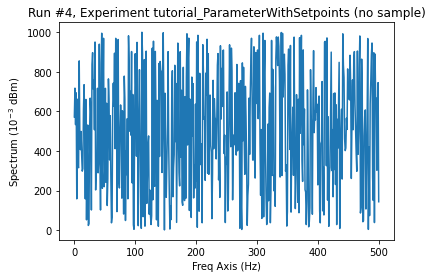 Run #4, Experiment tutorial_ParameterWithSetpoints (no sample)
1000
800
600
400
200
0
Spectrum (10⁻³ dBm)
0 100 200 300 400 500
Freq Axis (Hz)